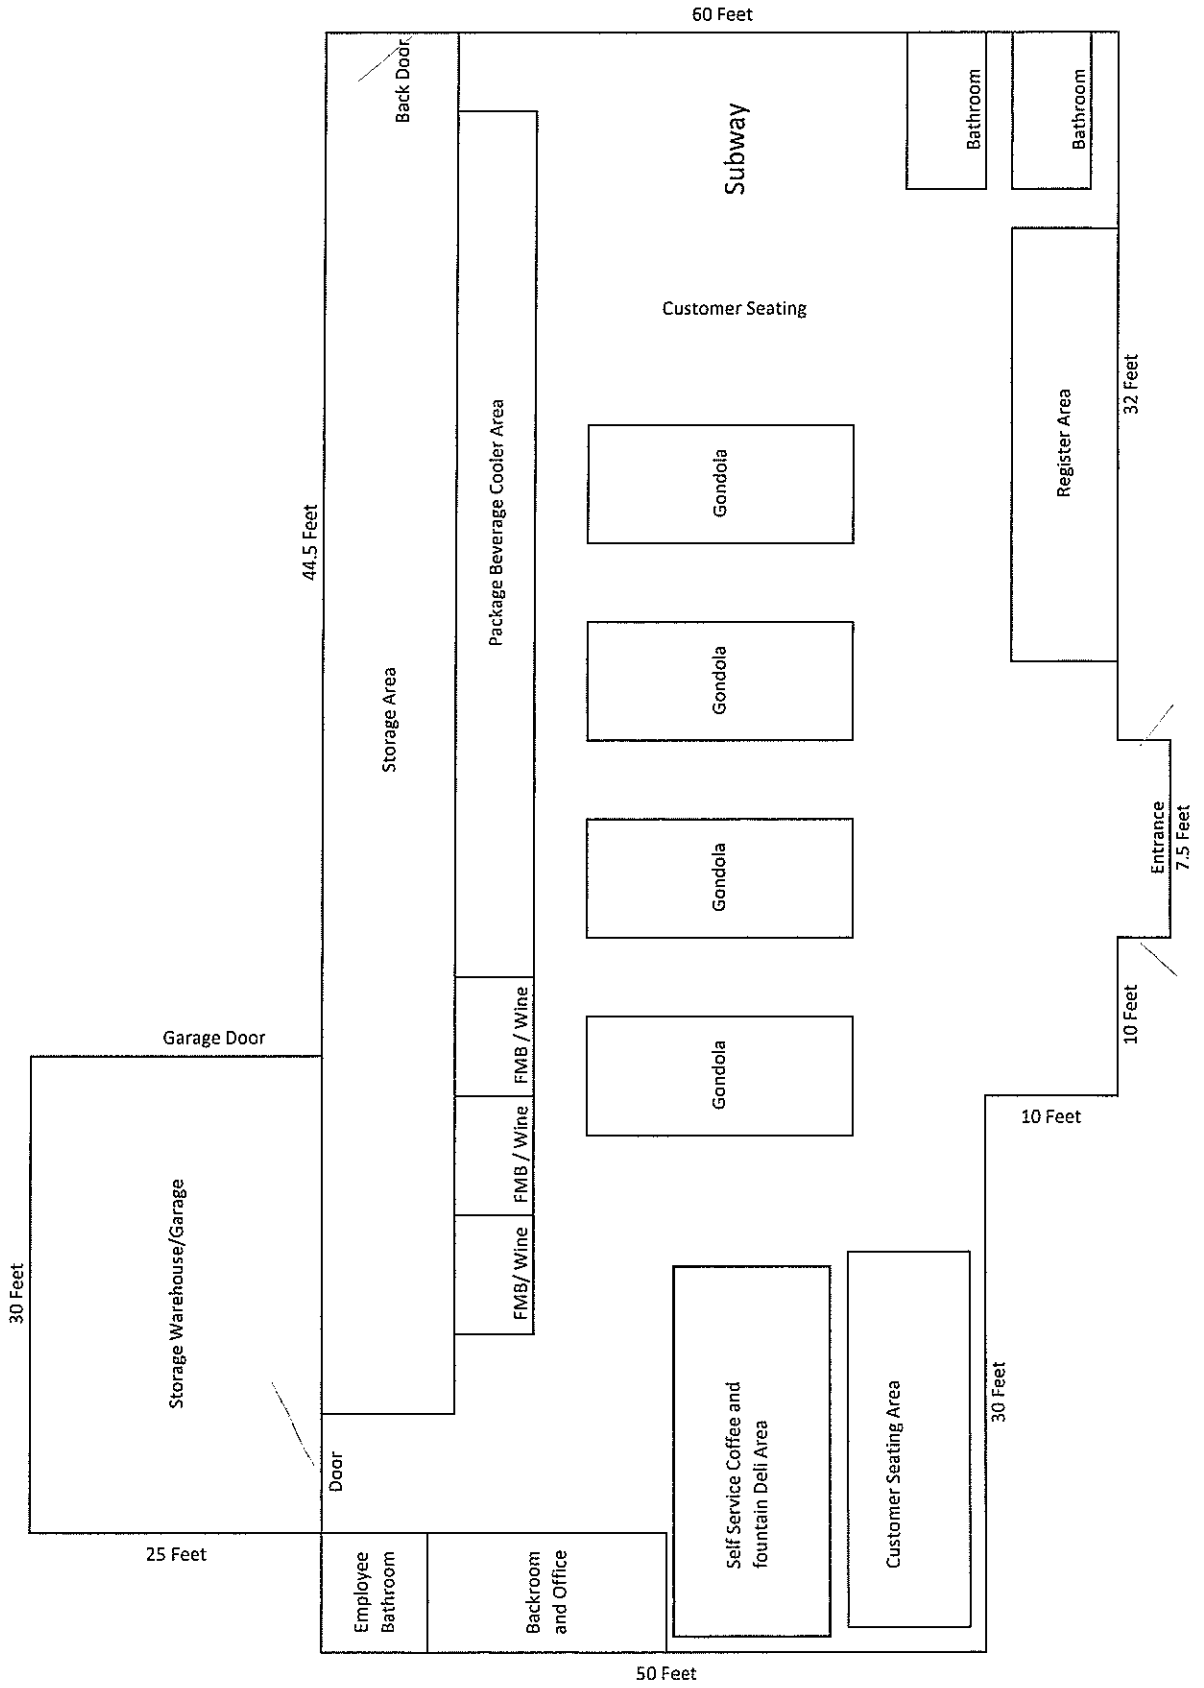 60 Feet
Back Door
Subway
Bathroom
Bathroom
Customer Seating
44.5 Feet
Storage Area
Package Beverage Cooler Area
Gondola
Register Area
32 Feet
Gondola
Gondola
Entrance
7.5 Feet
Garage Door
FMB / Wine
Gondola
10 Feet
10 Feet
FMB / Wine
FMB/ Wine
30 Feet
Storage Warehouse/Garage
Door
Self Service Coffee and
fountain Deli Area
Customer Seating Area
30 Feet
25 Feet
Employee
Bathroom
Backroom
and Office
50 Feet